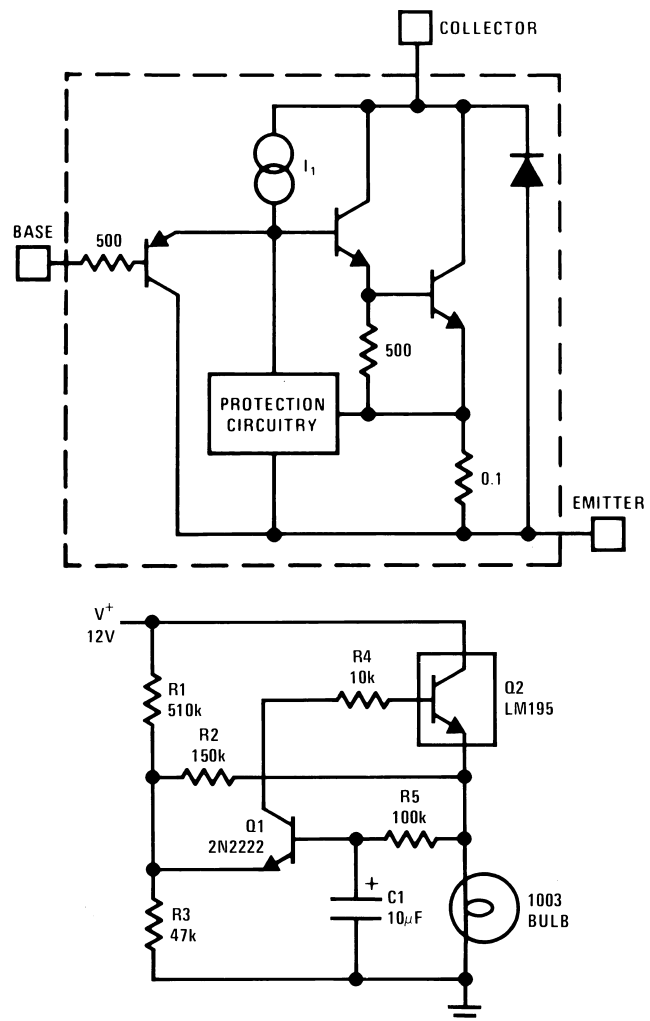 COLLECTOR
I₁
BASE
500
500
PROTECTION
CIRCUITRY
0.1
EMITTER
V⁺
12V
R4
10k
Q2
LM195
R1
510k
R2
150k
R5
100k
Q1
2N2222
+
C1
10μF
1003
BULB
R3
47k